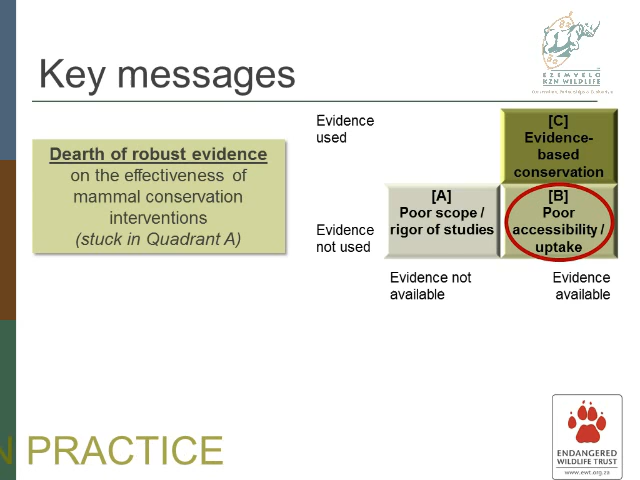 Key messages
EZEMVELO
KZN WILDLIFE
Dearth of robust evidence
on the effectiveness of
mammal conservation
interventions
(stuck in Quadrant A)
Evidence
used
[C]
Evidence-
based
conservation
Evidence
not used
[A]
Poor scope /
rigor of studies
[B]
Poor
accessibility /
uptake
Evidence not
available
Evidence
available
N PRACTICE
ENDANGERED
WILDLIFE TRUST
www.ewt.org.za